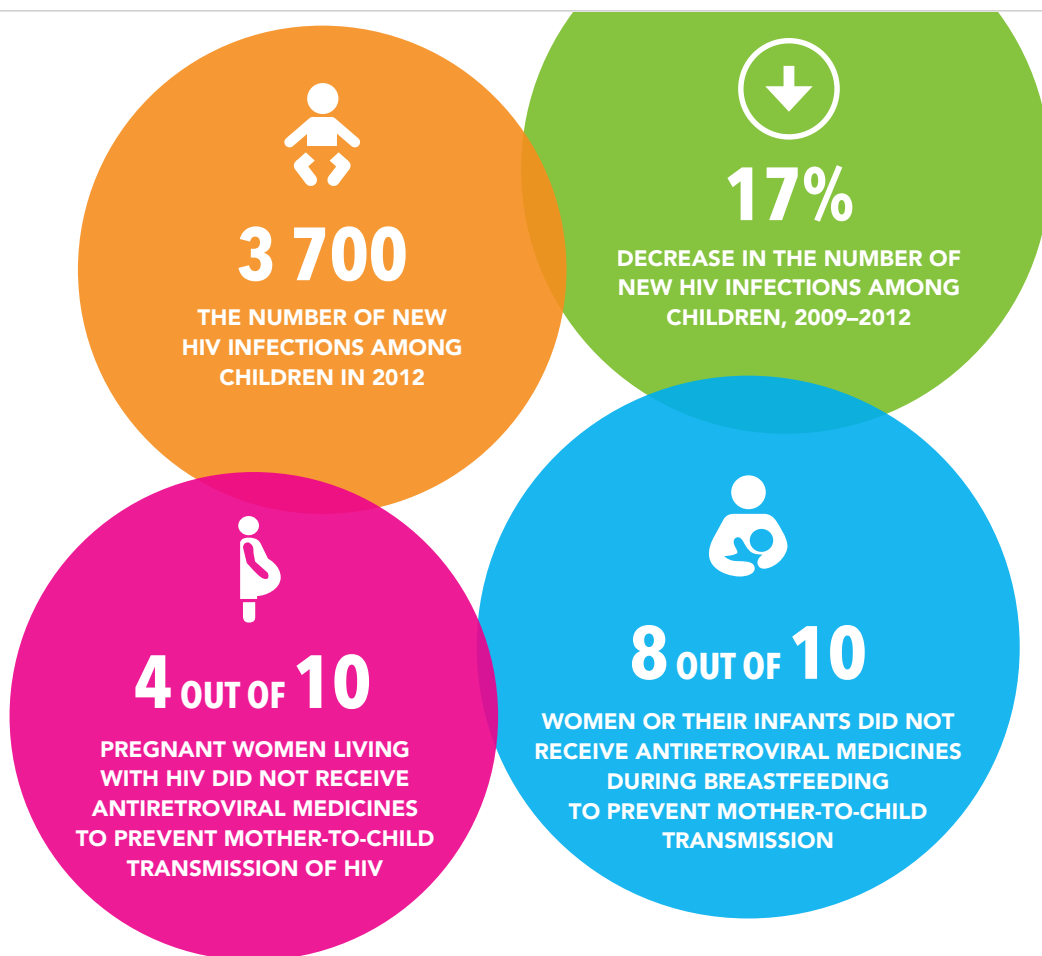 3 700
THE NUMBER OF NEW
HIV INFECTIONS AMONG
CHILDREN IN 2012
17%
DECREASE IN THE NUMBER OF
NEW HIV INFECTIONS AMONG
CHILDREN, 2009–2012
4 OUT OF 10
PREGNANT WOMEN LIVING
WITH HIV DID NOT RECEIVE
ANTIRETROVIRAL MEDICINES
TO PREVENT MOTHER-TO-CHILD
TRANSMISSION OF HIV
8 OUT OF 10
WOMEN OR THEIR INFANTS DID NOT
RECEIVE ANTIRETROVIRAL MEDICINES
DURING BREASTFEEDING
TO PREVENT MOTHER-TO-CHILD
TRANSMISSION